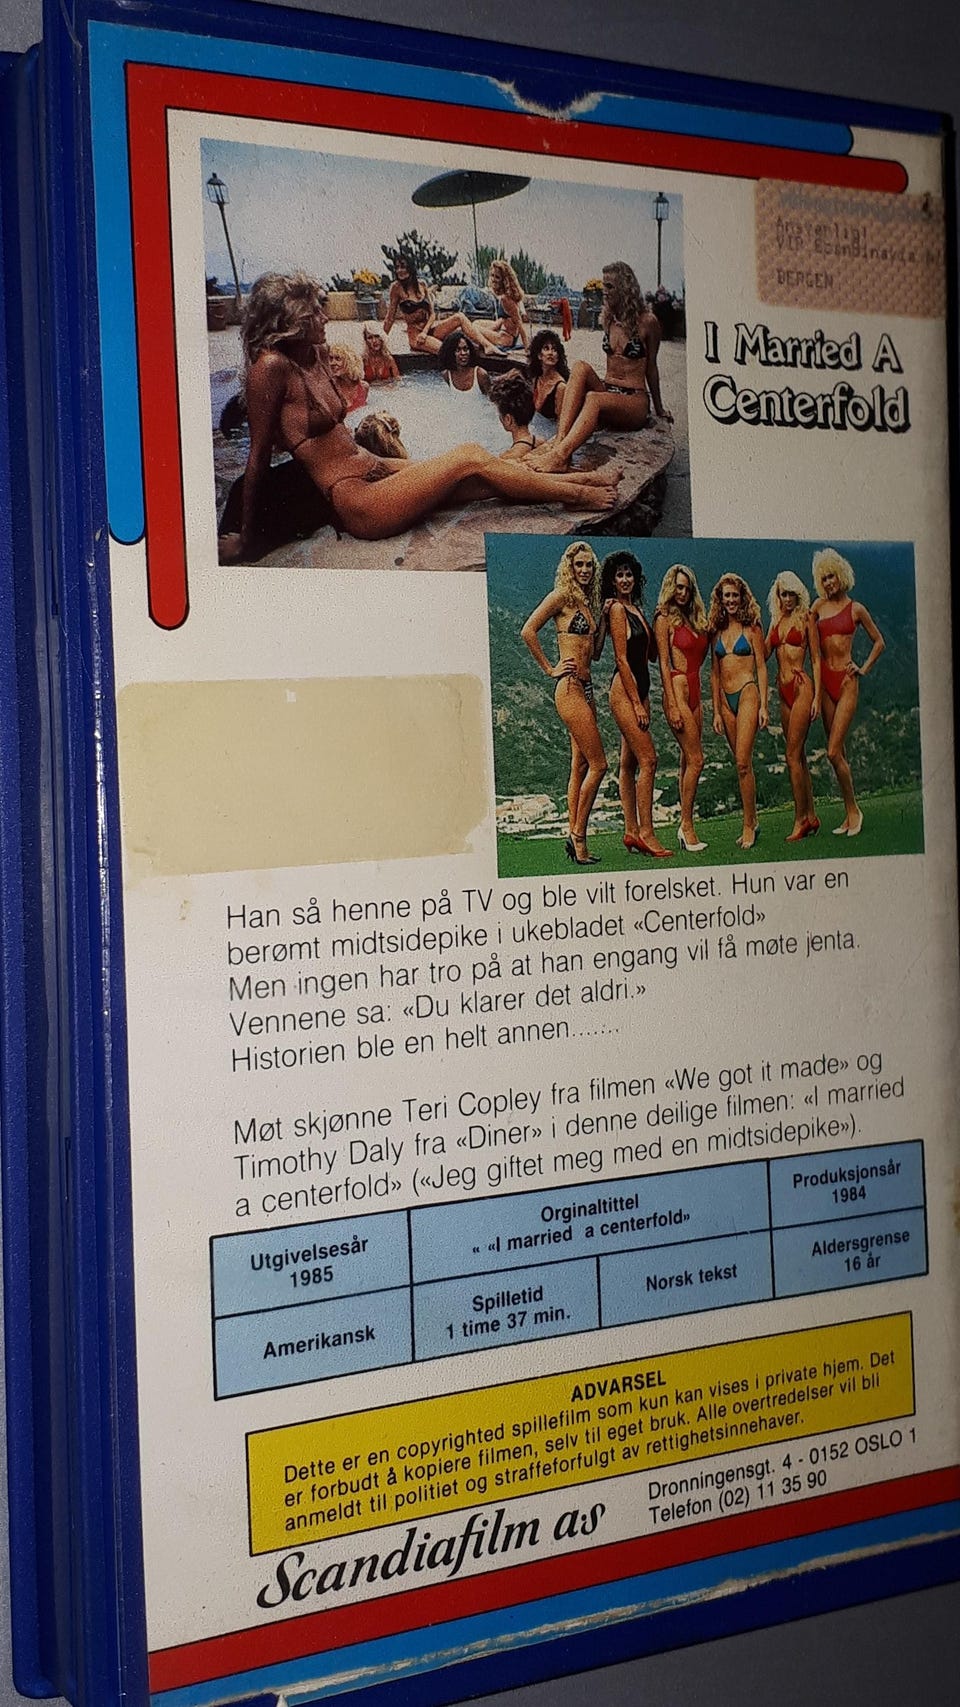 Ansvarlig:
VIP Scandinavia
BERGEN
I Married A
Centerfold
Han så henne på TV og ble vilt forelsket. Hun var en
berømt midtsidepike i ukebladet «Centerfold»
Men ingen har tro på at han engang vil få møte jenta.
Vennene sa: «Du klarer det aldri.»
Historien ble en helt annen.......
Møt skjønne Teri Copley fra filmen «We got it made» og
Timothy Daly fra «Diner» i denne deilige filmen: «I married
a centerfold» («Jeg giftet meg med en midtsidepike»).
Utgivelsesår
1985
Orginaltittel
« «I married a centerfold»
Produksjonsår
1984
Amerikansk
Spilletid
1 time 37 min.
Norsk tekst
Aldersgrense
16 år
ADVARSEL
Dette er en copyrighted spillefilm som kun kan vises i private hjem. Det
er forbudt å kopiere filmen, selv til eget bruk. Alle overtredelser vil bli
anmeldt til politiet og straffeforfulgt av rettighetsinnehaver.
Scandiafilm a·s
Dronningensgt. 4 - 0152 OSLO 1
Telefon (02) 11 35 90